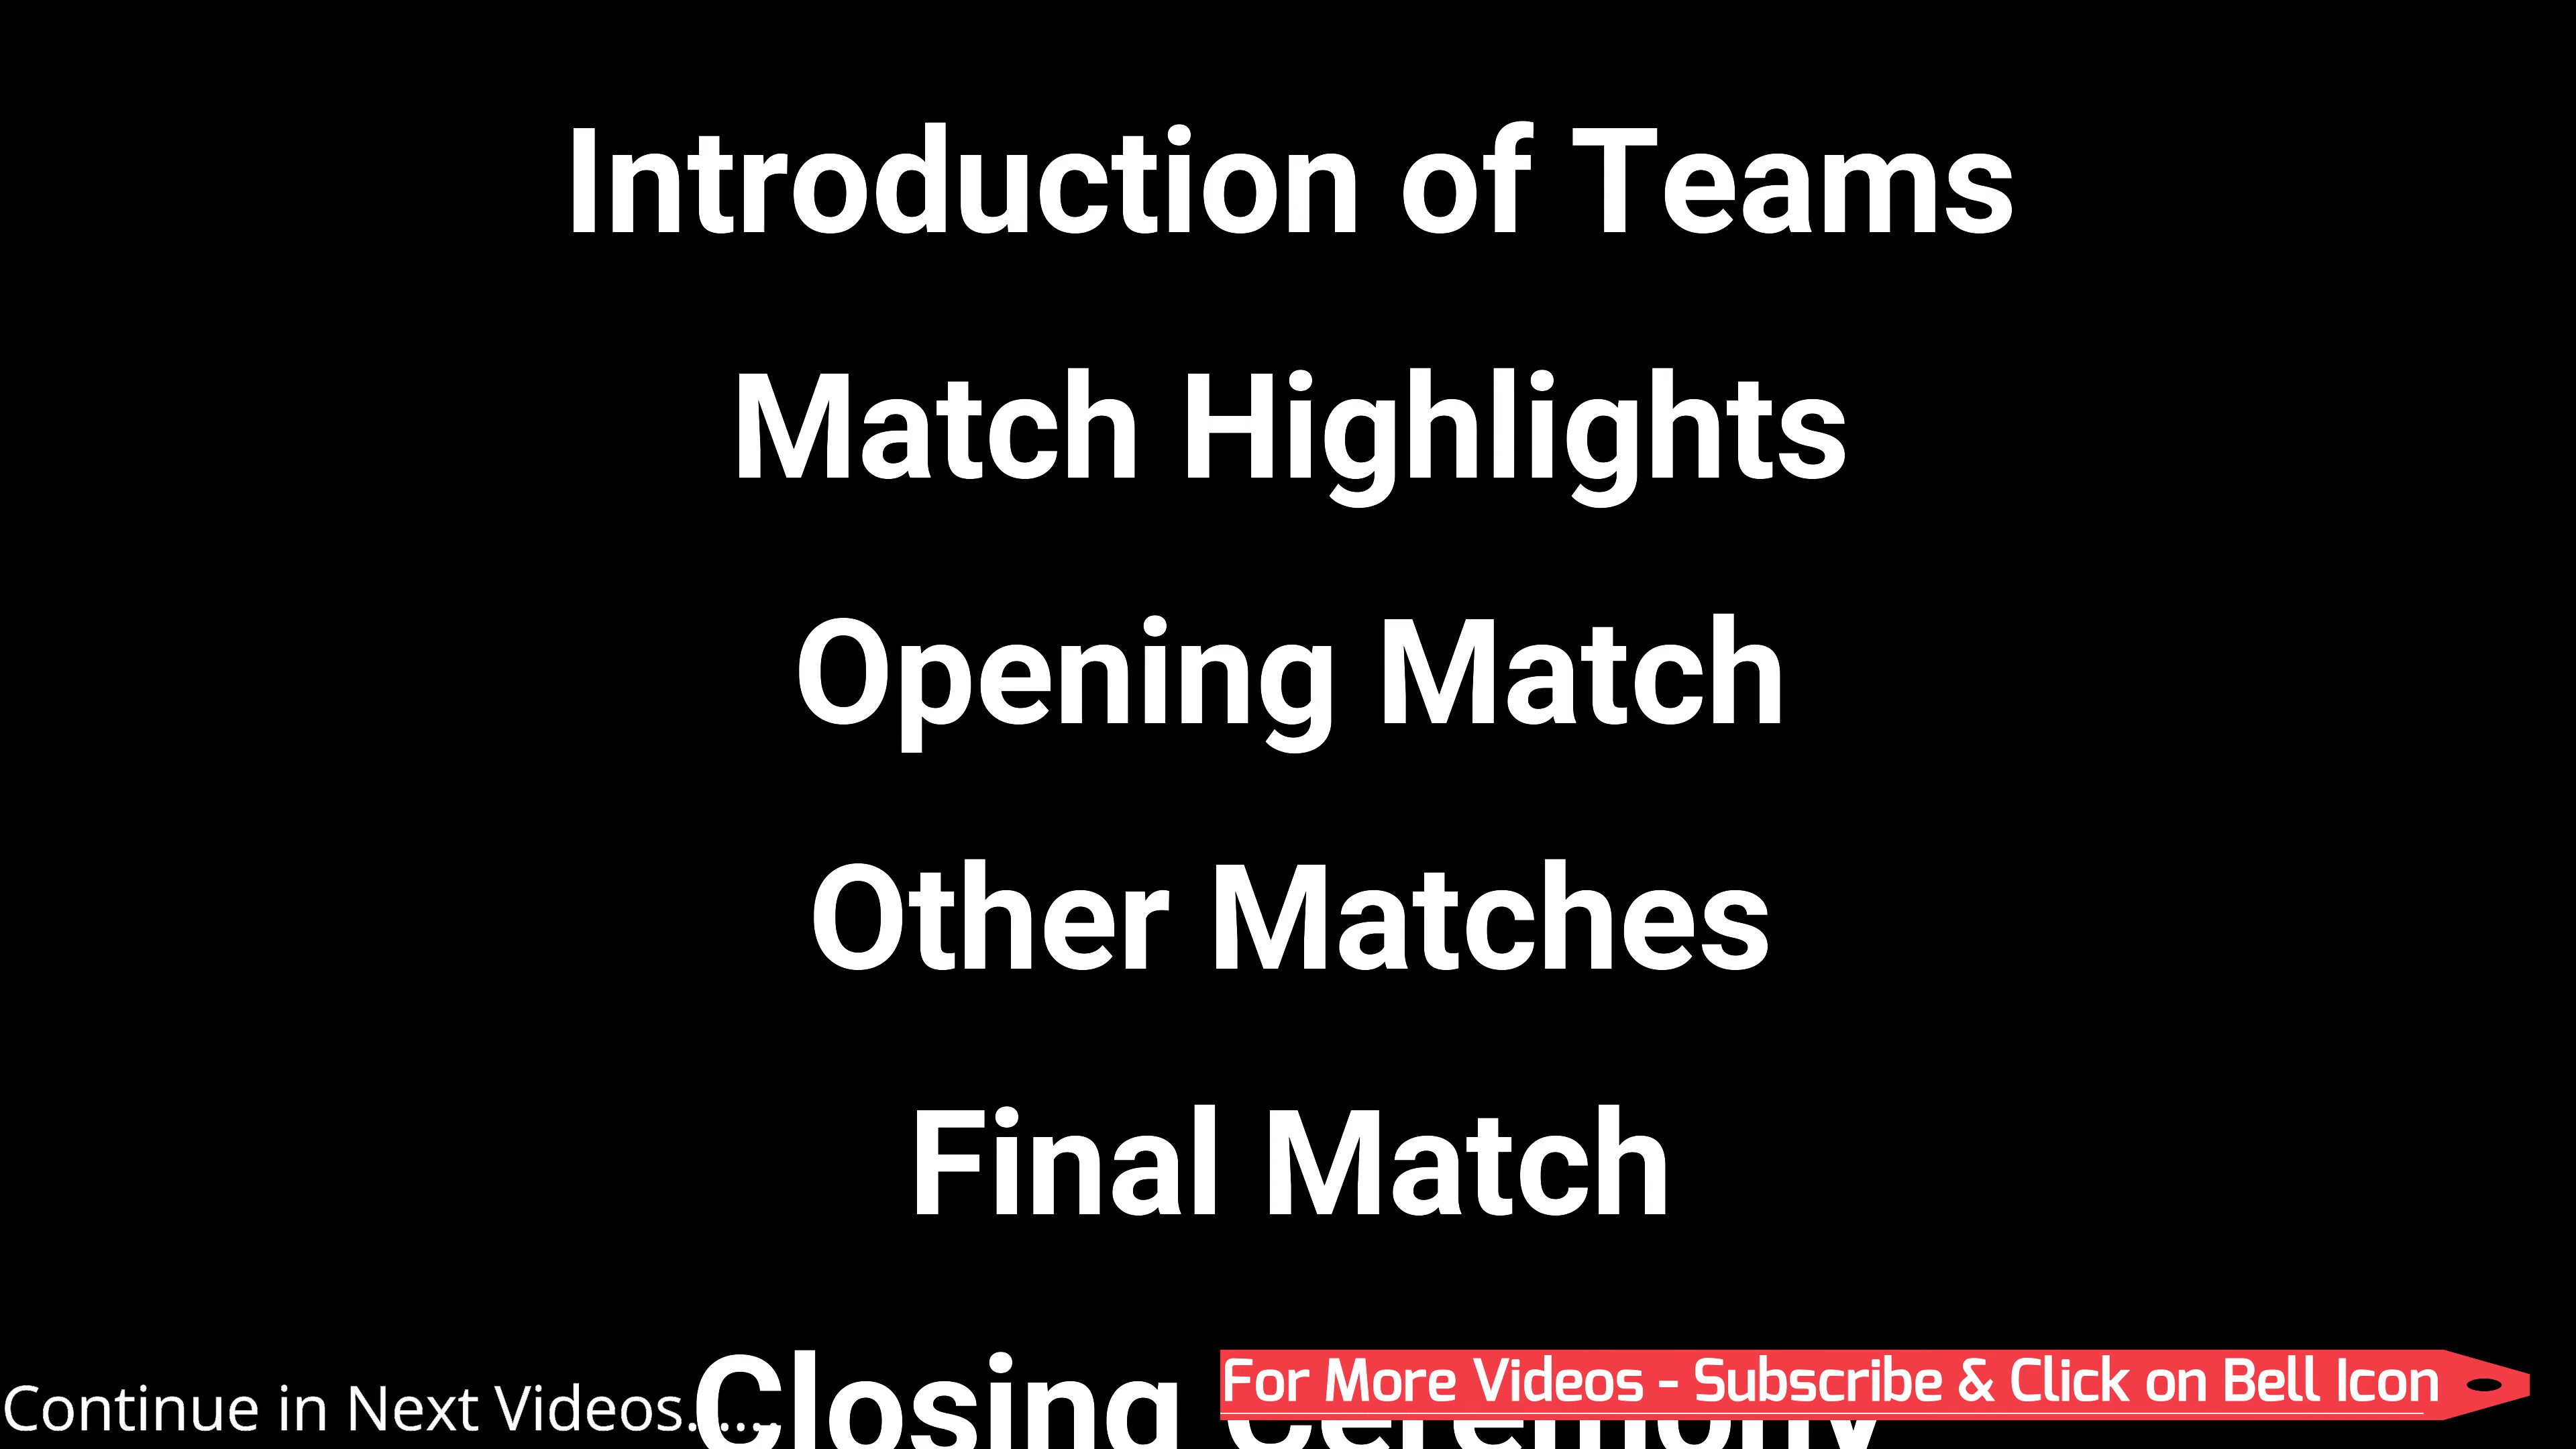 Introduction of Teams
Match Highlights
Opening Match
Other Matches
Final Match
Closing Ceremony
For More Videos - Subscribe & Click on Bell Icon
Continue in Next Videos......